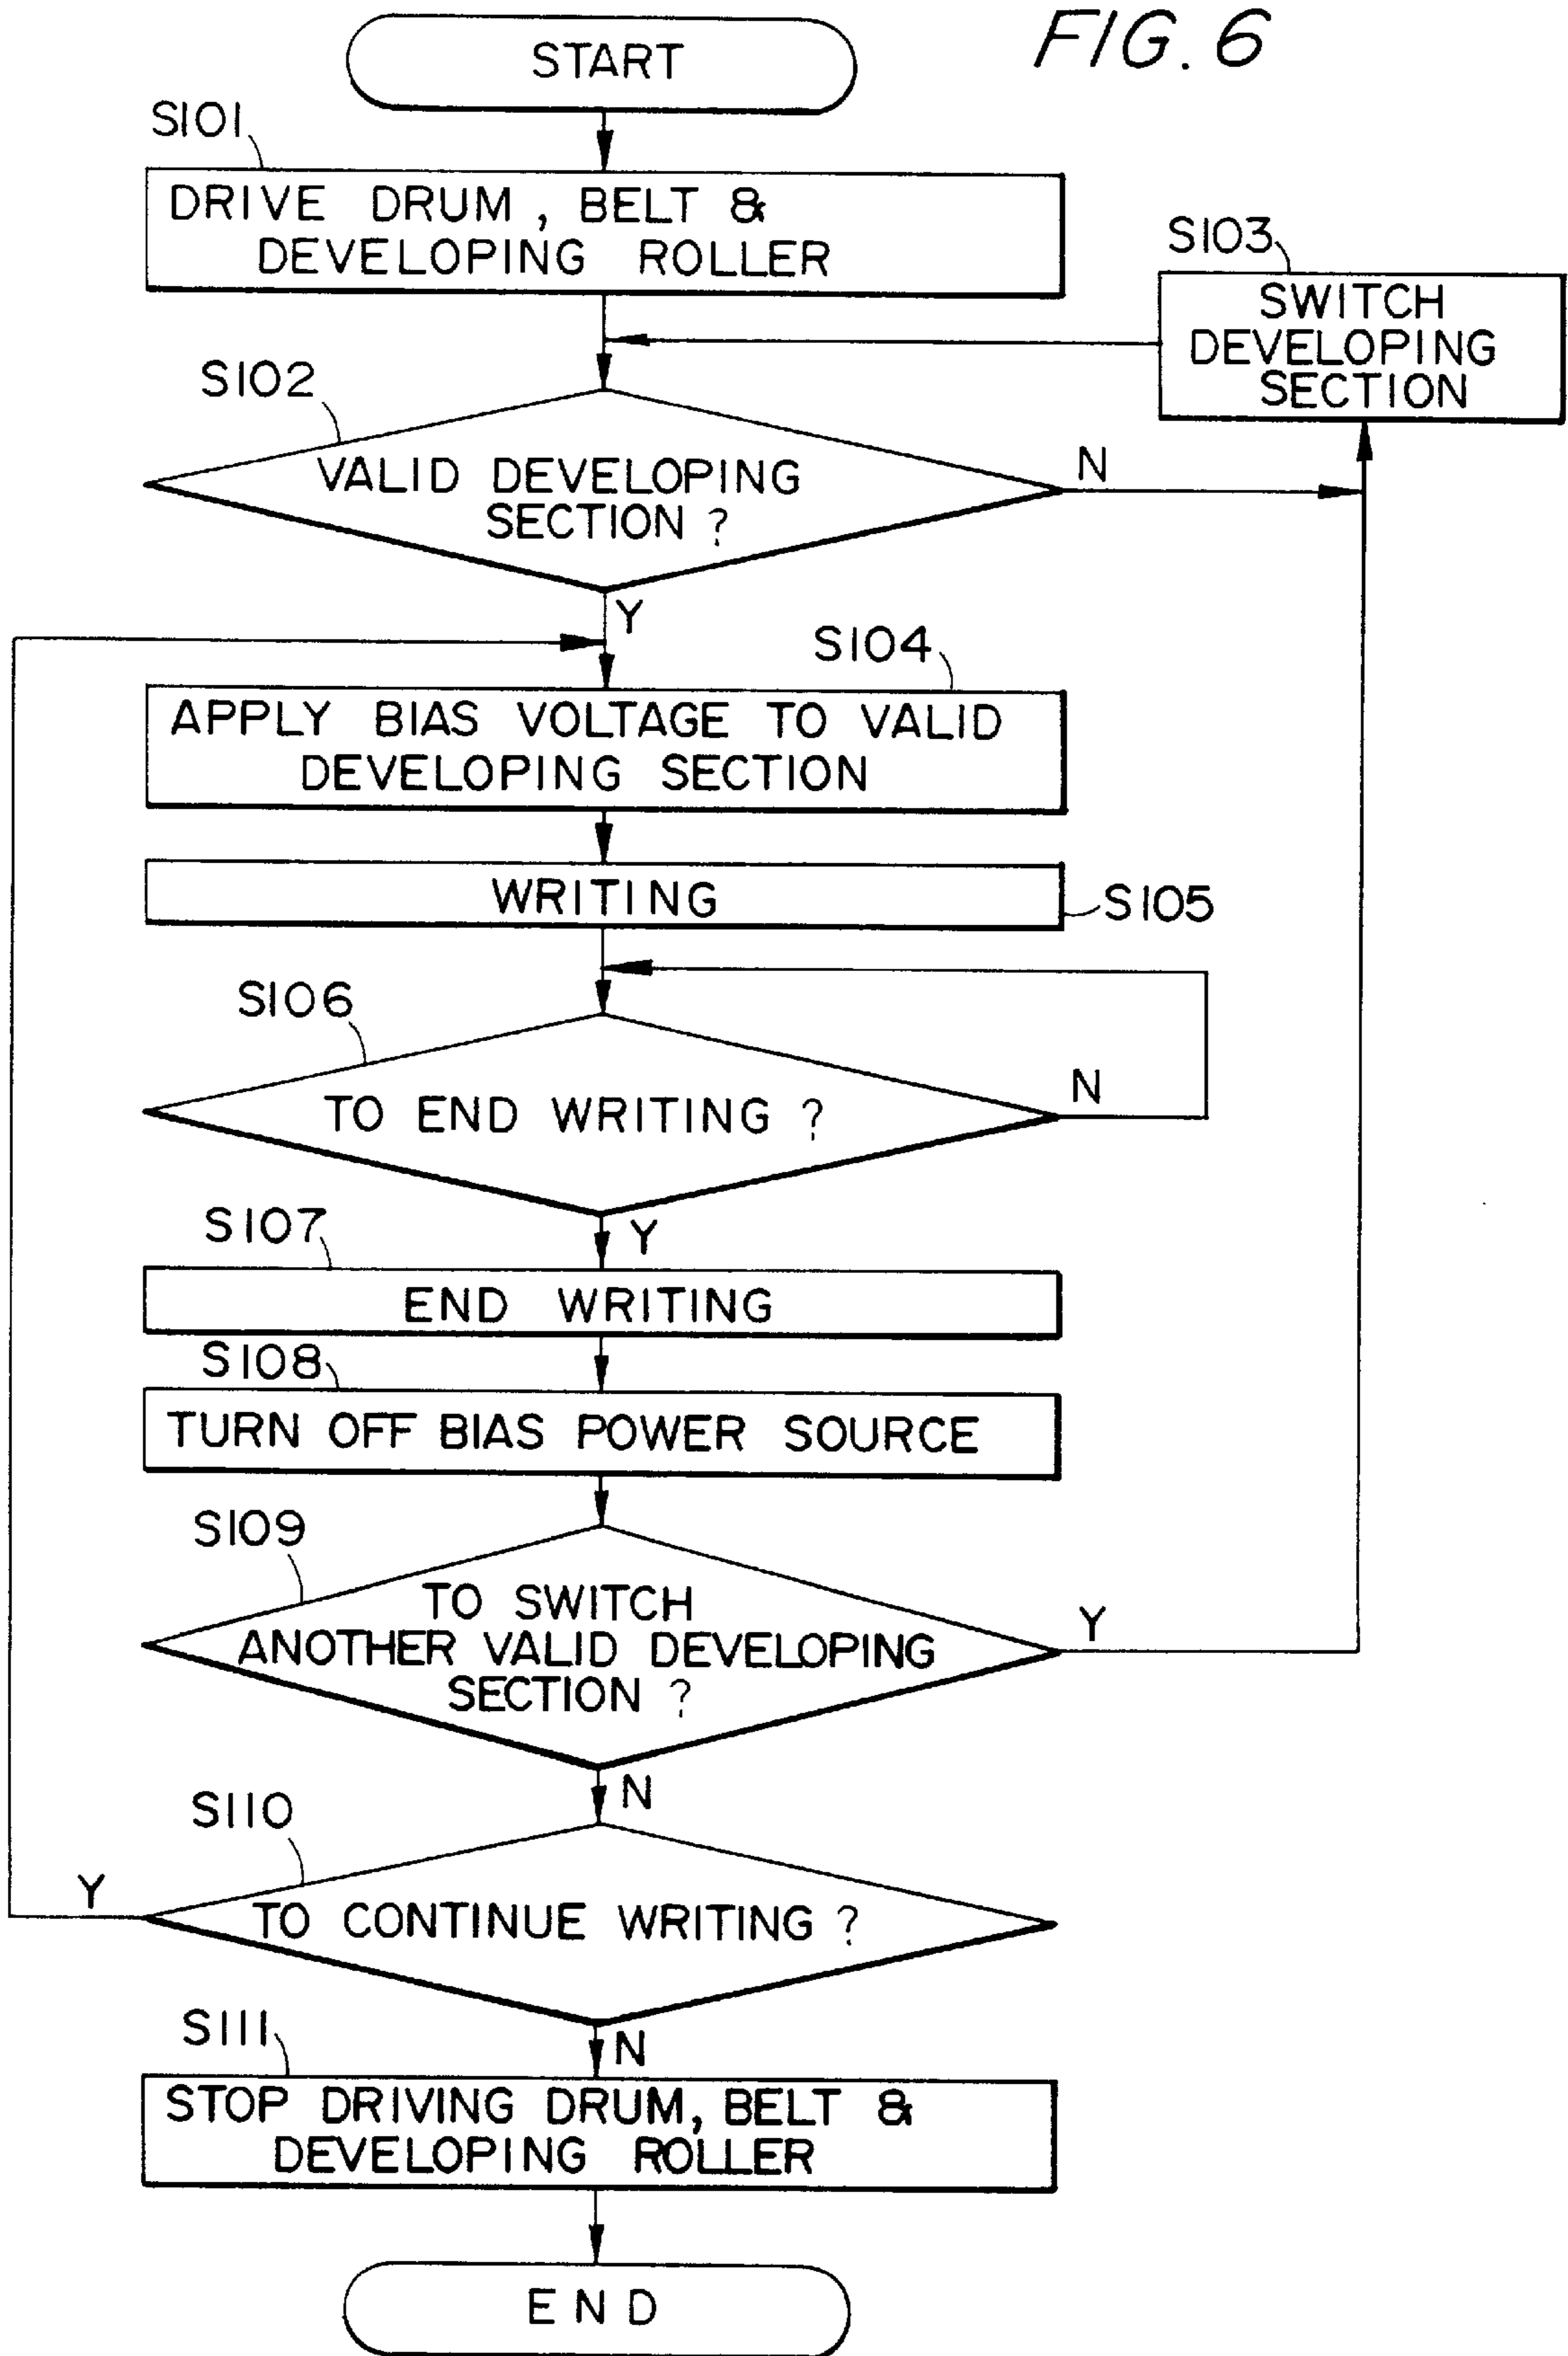 FIG. 6
START
S101
DRIVE DRUM, BELT &
DEVELOPING ROLLER
S103
SWITCH
DEVELOPING
SECTION
S102
VALID DEVELOPING
SECTION ?
N
Y
S104
APPLY BIAS VOLTAGE TO VALID
DEVELOPING SECTION
WRITING
S105
S106
TO END WRITING ?
N
Y
S107
END WRITING
S108
TURN OFF BIAS POWER SOURCE
S109
TO SWITCH
ANOTHER VALID DEVELOPING
SECTION ?
Y
N
S110
Y
TO CONTINUE WRITING ?
N
S111
STOP DRIVING DRUM, BELT &
DEVELOPING ROLLER
END